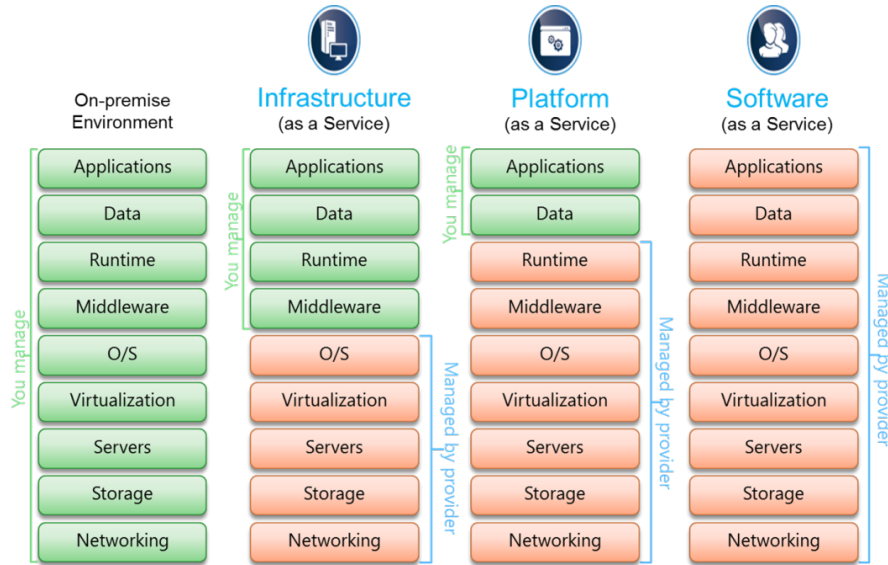 On-premise
Environment
You manage
Applications
Data
Runtime
Middleware
O/S
Virtualization
Servers
Storage
Networking
Infrastructure
(as a Service)
You manage
Applications
Data
Runtime
Middleware
O/S
Virtualization
Servers
Storage
Networking
Managed by provider
Platform
(as a Service)
You manage
Applications
Data
Runtime
Middleware
O/S
Virtualization
Servers
Storage
Networking
Managed by provider
Software
(as a Service)
Applications
Data
Runtime
Middleware
O/S
Virtualization
Servers
Storage
Networking
Managed by provider